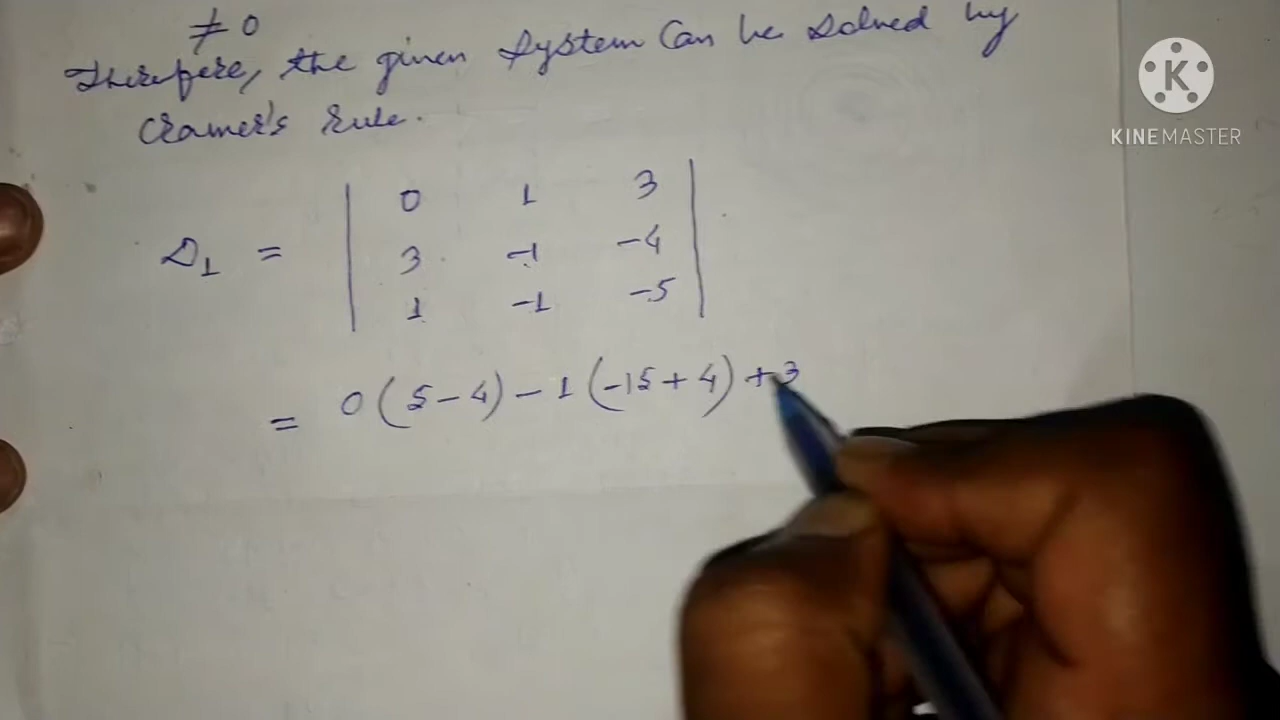 ≠ 0
Therefore, the given System Can be Solved by
Cramer's rule.
K
KINEMASTER
D₁ = | 0 1 3 |
| 3 -1 -4 |
| 1 -1 -5 |
= 0 (5 - 4) - 1 (-15 + 4) + 3